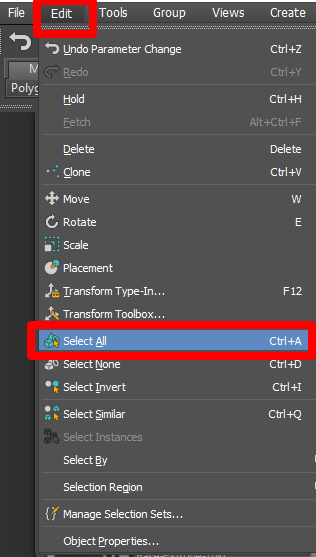 File Edit Tools Group Views Create
Undo Parameter Change Ctrl+Z
Redo Ctrl+Y
M
Polyg
Hold Ctrl+H
Fetch Alt+Ctrl+F
Delete Delete
Clone Ctrl+V
Move W
Rotate E
Scale
Placement
Transform Type-In... F12
Transform Toolbox...
Select All Ctrl+A
Select None Ctrl+D
Select Invert Ctrl+I
Select Similar Ctrl+Q
Select Instances
Select By
Selection Region
Manage Selection Sets...
Object Properties...